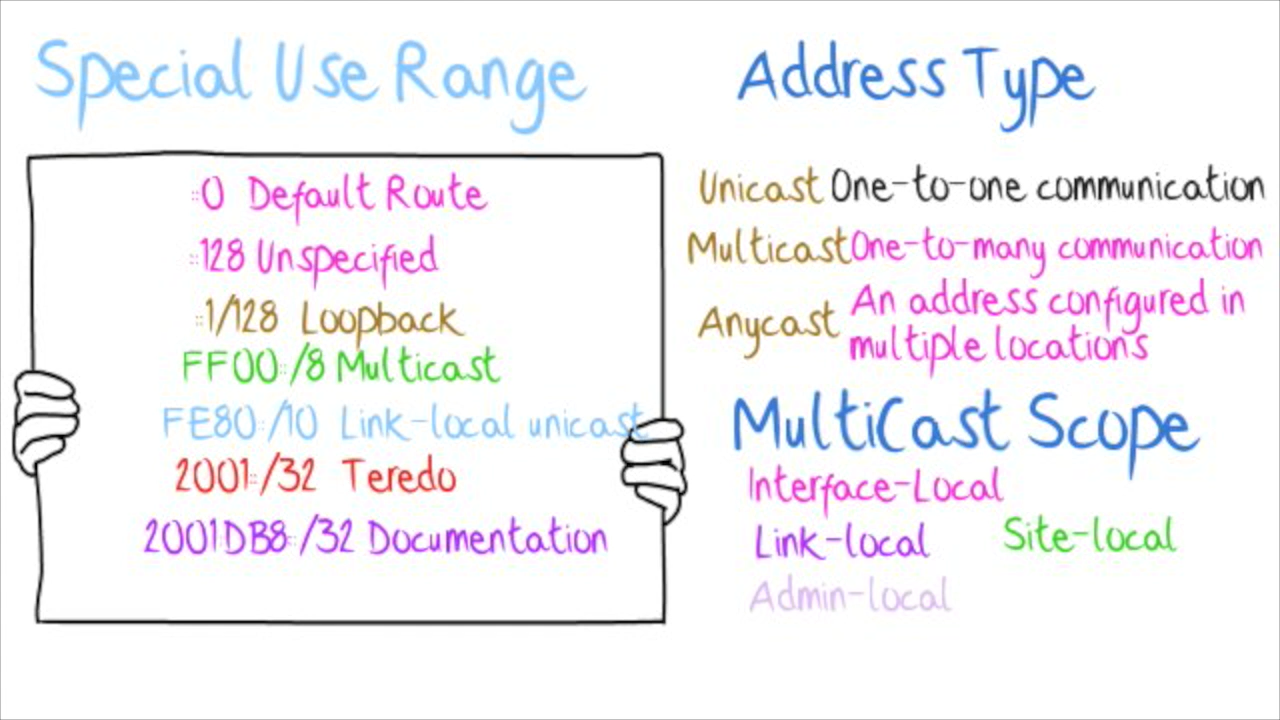 Special Use Range
::0 Default Route
::128 Unspecified
::1/128 Loopback
FF00::/8 Multicast
FE80::/10 Link-local unicast
2001::/32 Teredo
2001:DB8::/32 Documentation
Address Type
Unicast One-to-one communication
Multicast One-to-many communication
Anycast An address configured in
multiple locations
MultiCast Scope
Interface-Local
Link-local Site-local
Admin-local